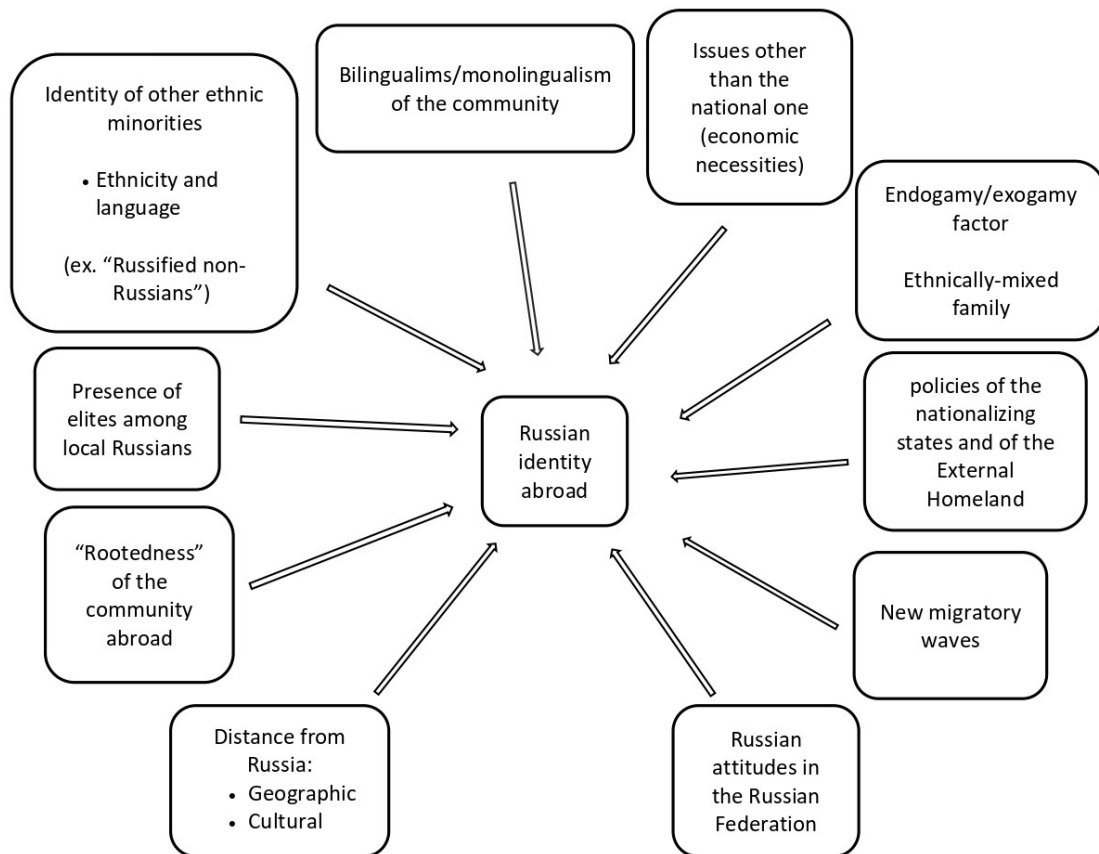 Identity of other ethnic
minorities
• Ethnicity and
language
(ex. “Russified non-
Russians”)
Bilingualims/monolingualism
of the community
Issues other
than the
national one
(economic
necessities)
Endogamy/exogamy
factor
Ethnically-mixed
family
Presence of
elites among
local Russians
Russian
identity
abroad
policies of the
nationalizing
states and of the
External
Homeland
“Rootedness”
of the
community
abroad
New migratory
waves
Distance from
Russia:
• Geographic
• Cultural
Russian
attitudes in
the Russian
Federation